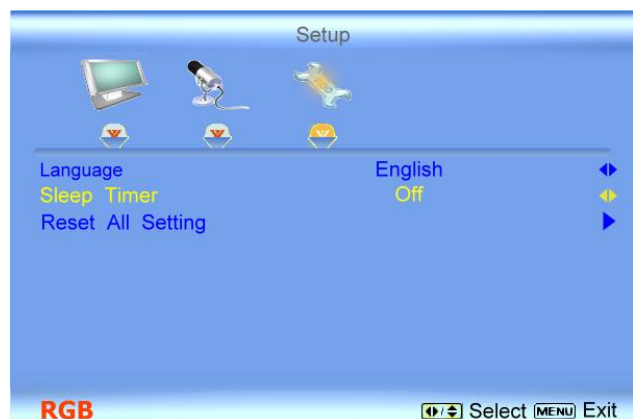 Setup
Language English
Sleep Timer Off
Reset All Setting
RGB Select MENU Exit